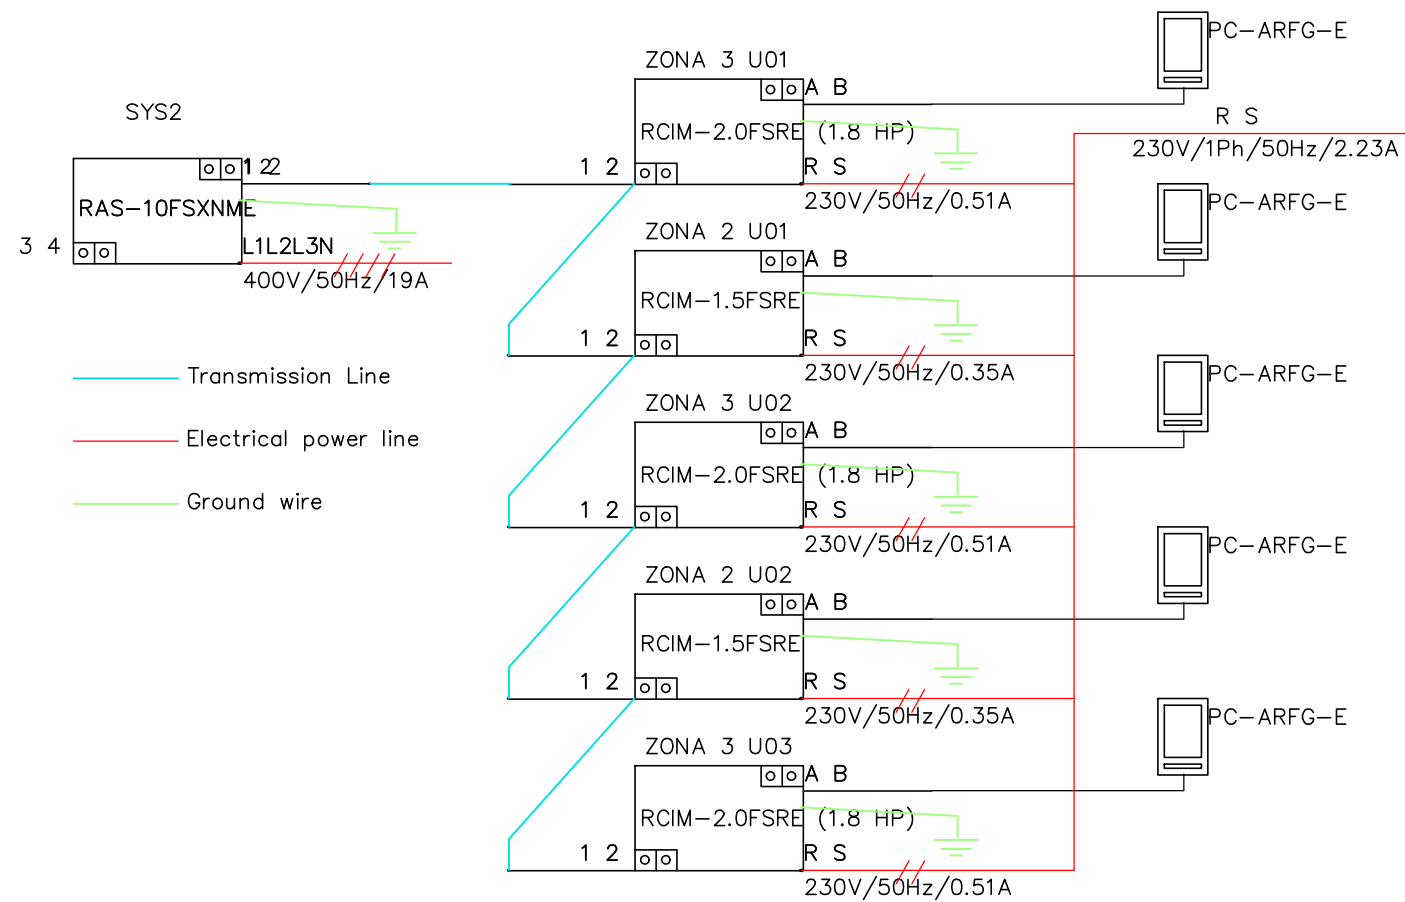 SYS2
1 2 2
RAS-10FSXNME
3 4
L1L2L3N
400V/50Hz/19A
Transmission Line
Electrical power line
Ground wire
ZONA 3 U01
A B
RCIM-2.0FSRE (1.8 HP)
1 2
R S
230V/50Hz/0.51A
PC-ARFG-E
R S
230V/1Ph/50Hz/2.23A
ZONA 2 U01
A B
RCIM-1.5FSRE
1 2
R S
230V/50Hz/0.35A
PC-ARFG-E
ZONA 3 U02
A B
RCIM-2.0FSRE (1.8 HP)
1 2
R S
230V/50Hz/0.51A
PC-ARFG-E
ZONA 2 U02
A B
RCIM-1.5FSRE
1 2
R S
230V/50Hz/0.35A
PC-ARFG-E
ZONA 3 U03
A B
RCIM-2.0FSRE (1.8 HP)
1 2
R S
230V/50Hz/0.51A
PC-ARFG-E